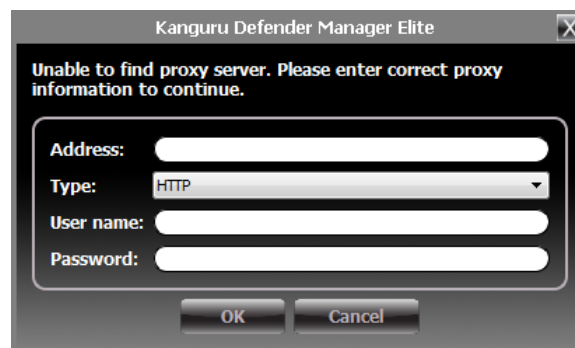 Kanguru Defender Manager Elite
X
Unable to find proxy server. Please enter correct proxy
information to continue.
Address:
Type: HTTP
User name:
Password:
OK Cancel